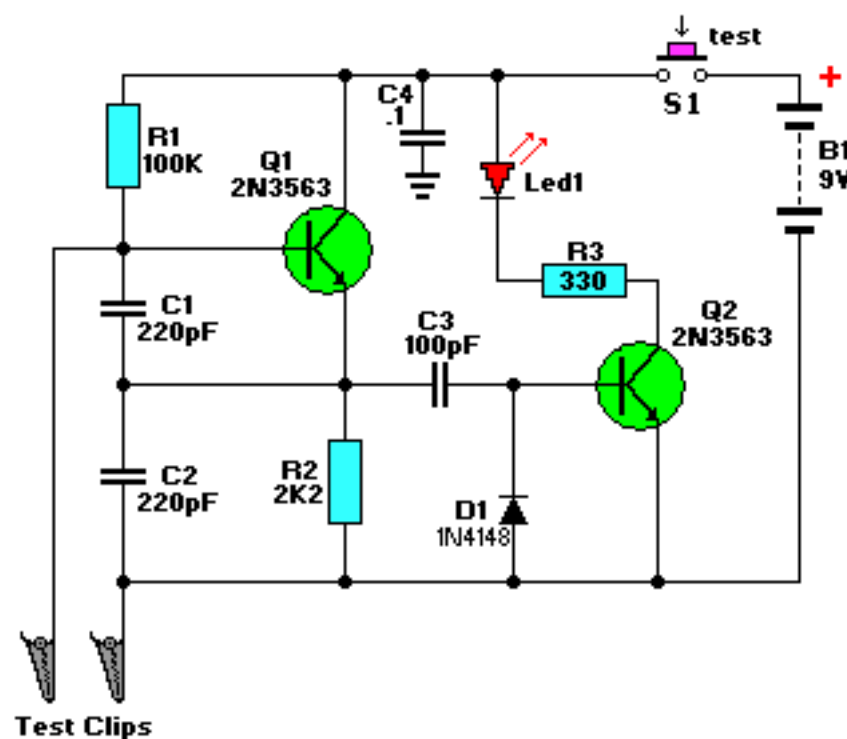 test
+
S1
C4
.1
R1
100K
Q1
2N3563
Led1
B1
9V
R3
330
Q2
2N3563
C1
220pF
C3
100pF
C2
220pF
R2
2K2
D1
1N4148
Test Clips